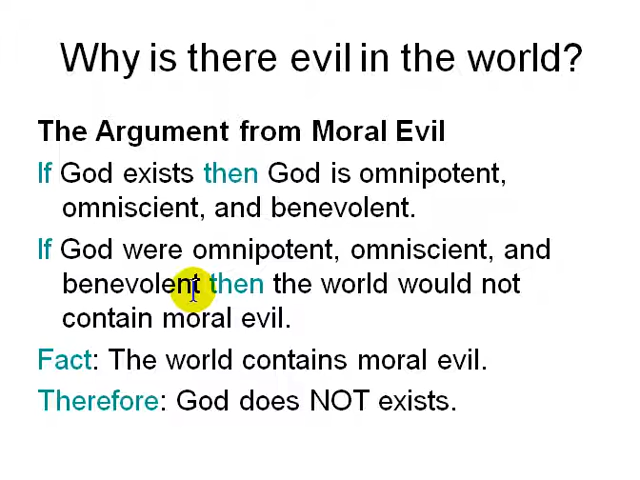 Why is there evil in the world?
The Argument from Moral Evil
If God exists then God is omnipotent,
omniscient, and benevolent.
If God were omnipotent, omniscient, and
benevolent then the world would not
contain moral evil.
Fact: The world contains moral evil.
Therefore: God does NOT exists.